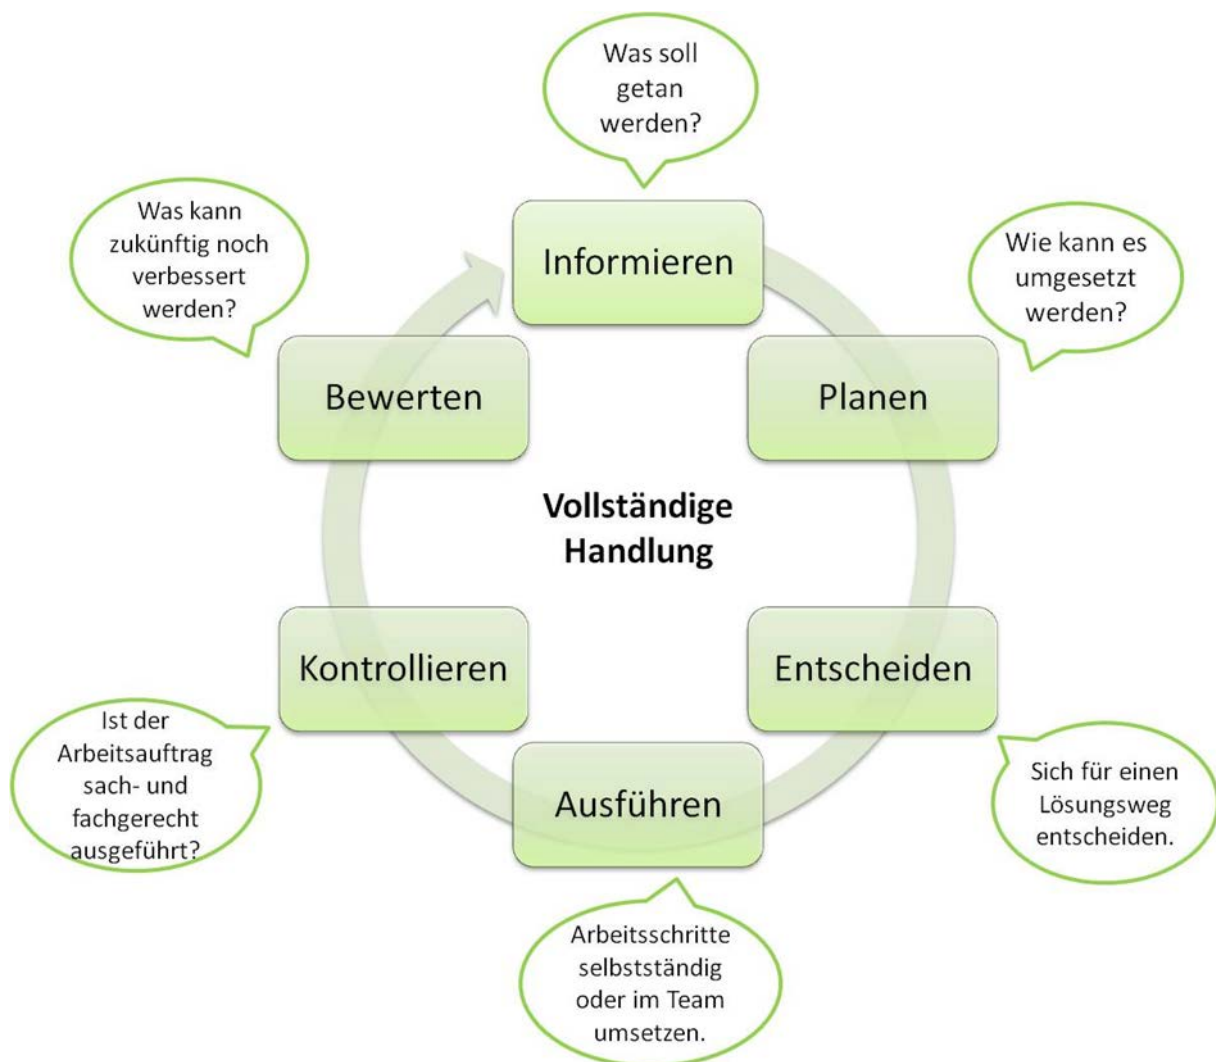 Was soll
getan
werden?
Informieren
Wie kann es
umgesetzt
werden?
Planen
Entscheiden
Sich für einen
Lösungsweg
entscheiden.
Ausführen
Arbeitsschritte
selbstständig
oder im Team
umsetzen.
Kontrollieren
Ist der
Arbeitsauftrag
sach- und
fachgerecht
ausgeführt?
Bewerten
Was kann
zukünftig noch
verbessert
werden?
Vollständige
Handlung